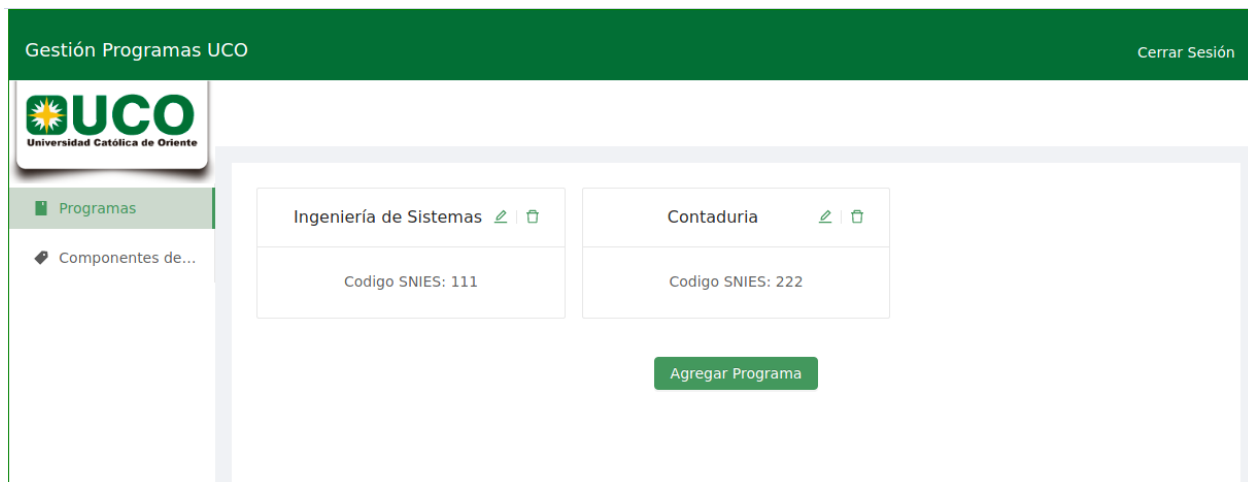 Gestión Programas UCO
Cerrar Sesión
UCO
Universidad Católica de Oriente
Programas
Componentes de...
Ingeniería de Sistemas
Codigo SNIES: 111
Contaduria
Codigo SNIES: 222
Agregar Programa